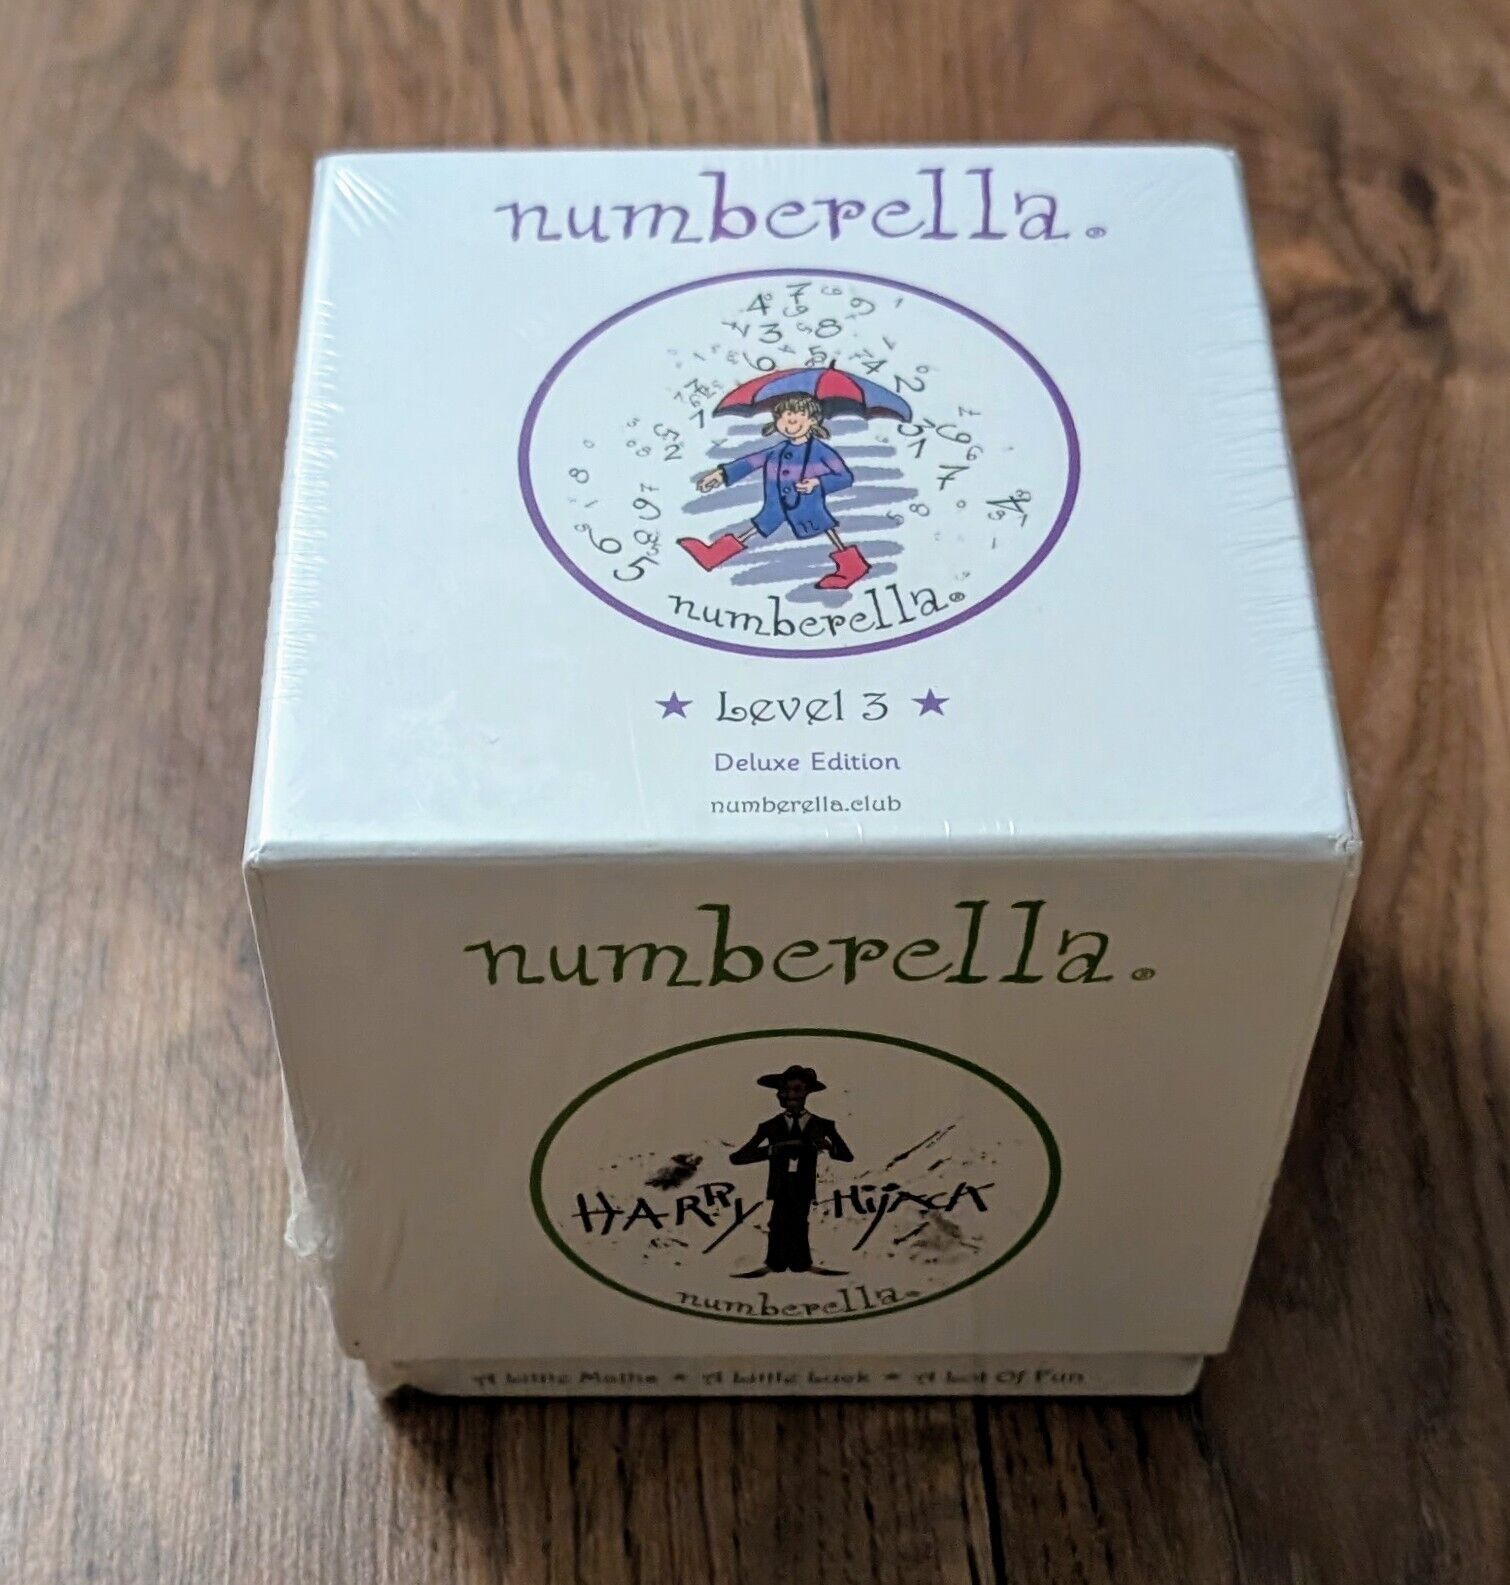 numberella®
numberella®
★ Level 3 ★
Deluxe Edition
numberella.club
numberella®
HARRY HIJACK
numberella®
A Little Maths ★ A Little Luck ★ A Lot Of Fun